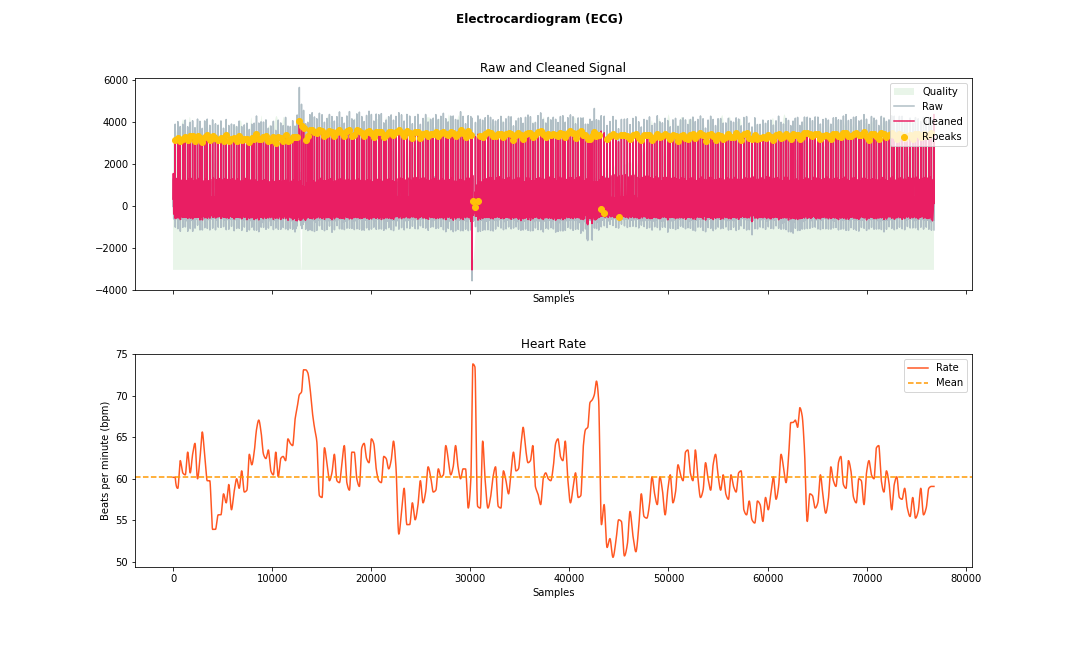 Electrocardiogram (ECG)
Raw and Cleaned Signal
6000
4000
2000
0
−2000
−4000
Quality
Raw
Cleaned
R-peaks
Samples
Heart Rate
Beats per minute (bpm)
75
70
65
60
55
50
Rate
Mean
0 10000 20000 30000 40000 50000 60000 70000 80000
Samples